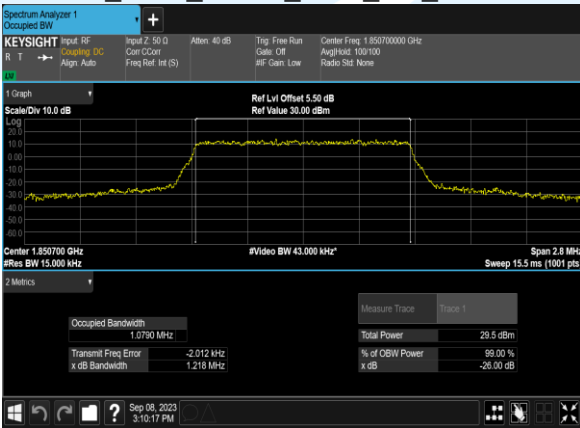 Spectrum Analyzer 1
Occupied BW
KEYSIGHT Input: RF Input Z: 50 Ω Atten: 40 dB Trig: Free Run Center Freq: 1.850700000 GHz
R T Coupling: DC Corr CCorr Gate: Off Avg|Hold: 100/100
Align: Auto Freq Ref: Int (S) #IF Gain: Low Radio Std: None
LU
1 Graph
Ref Lvl Offset 5.50 dB
Scale/Div 10.0 dB Ref Value 30.00 dBm
Log
20.0
10.0
0.00
-10.0
-20.0
-30.0
-40.0
-50.0
-60.0
Center 1.850700 GHz #Video BW 43.000 kHz* Span 2.8 MHz
#Res BW 15.000 kHz Sweep 15.5 ms (1001 pts
2 Metrics
Measure Trace Trace 1
Occupied Bandwidth
1.0790 MHz Total Power 29.5 dBm
Transmit Freq Error -2.012 kHz % of OBW Power 99.00 %
x dB Bandwidth 1.218 MHz x dB -26.00 dB
? Sep 08, 2023
3:10:17 PM